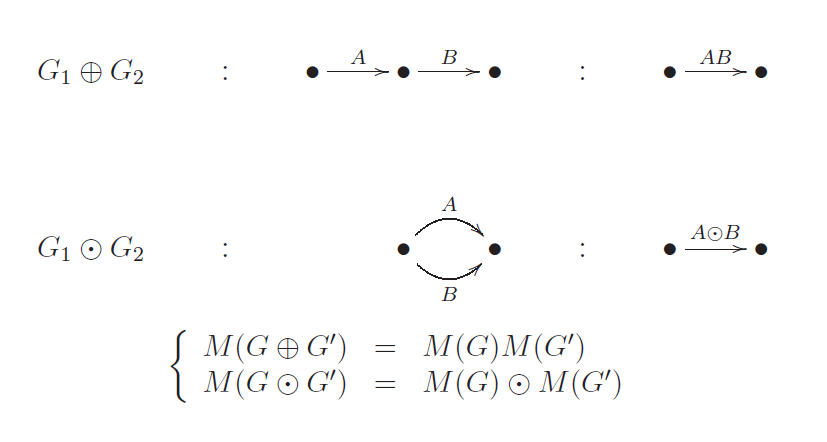 G₁ ⊕ G₂ : • A • B • : • AB •
G₁ ⊙ G₂ : • A B • : • A⊙B •
{ M(G ⊕ G′) = M(G)M(G′)
M(G ⊙ G′) = M(G) ⊙ M(G′)